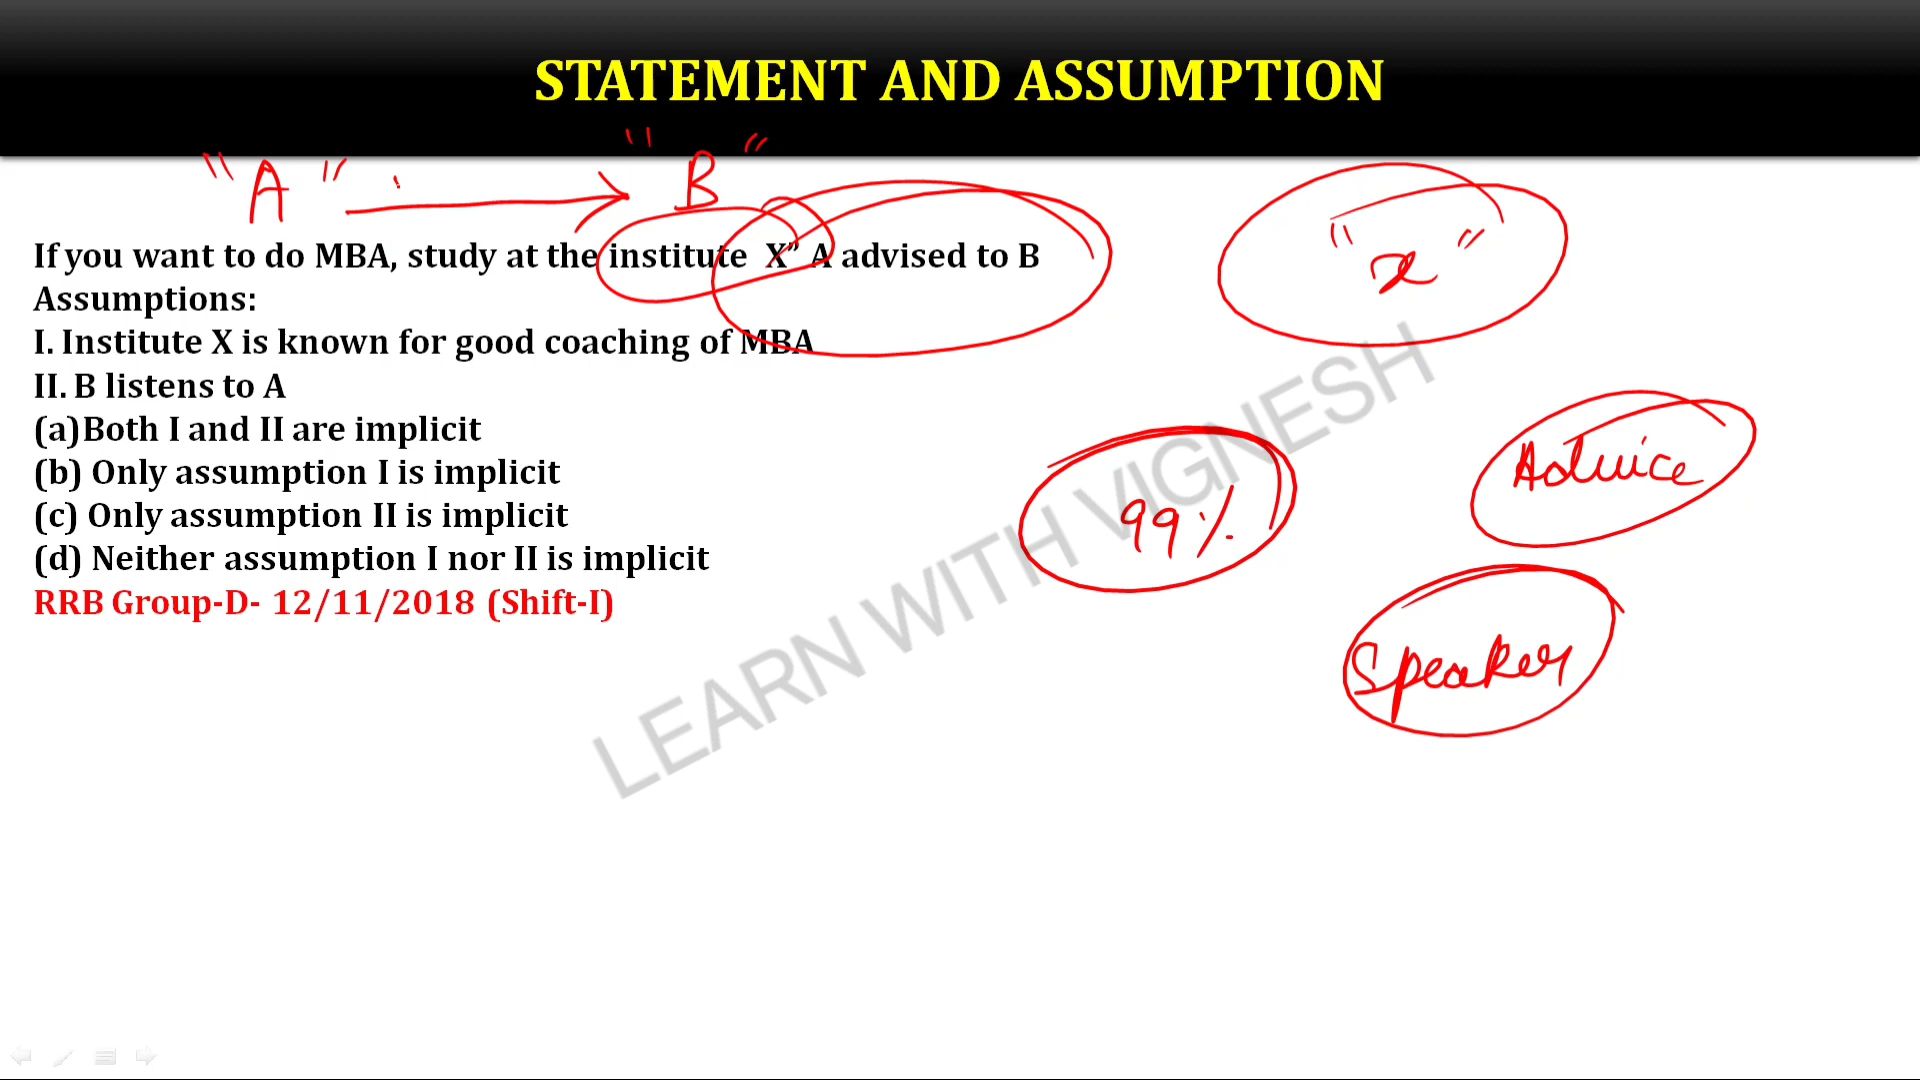 STATEMENT AND ASSUMPTION
"A" → "B"
If you want to do MBA, study at the institute X” A advised to B
"x"
Assumptions:
I. Institute X is known for good coaching of MBA
II. B listens to A
(a)Both I and II are implicit
(b) Only assumption I is implicit
(c) Only assumption II is implicit
(d) Neither assumption I nor II is implicit
RRB Group-D- 12/11/2018 (Shift-I)
99%
Advice
Speaker
LEARN WITH VIGNESH